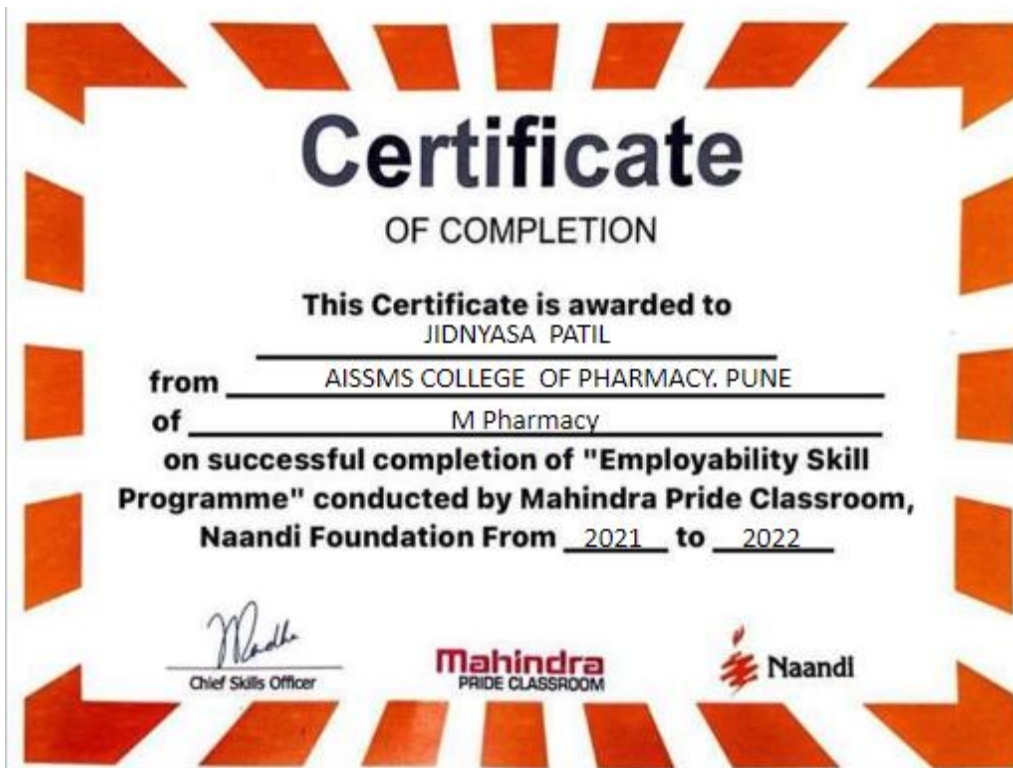 Certificate
OF COMPLETION
This Certificate is awarded to
JIDNYASA PATIL
from AISSMS COLLEGE OF PHARMACY. PUNE
of M Pharmacy
on successful completion of "Employability Skill
Programme" conducted by Mahindra Pride Classroom,
Naandi Foundation From 2021 to 2022
Chief Skills Officer
Mahindra
PRIDE CLASSROOM
Naandi